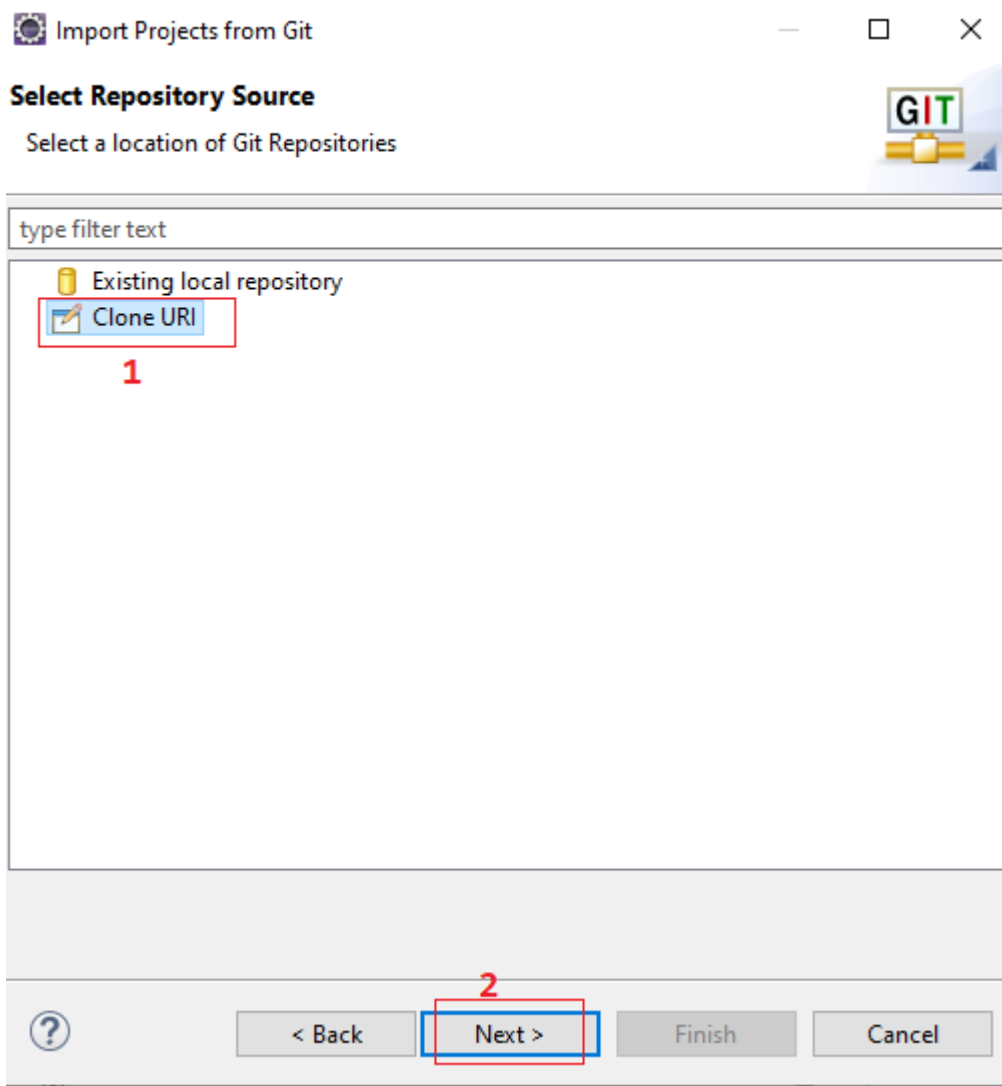 Import Projects from Git
Select Repository Source
Select a location of Git Repositories
GIT
type filter text
Existing local repository
Clone URI
1
2
? < Back Next > Finish Cancel